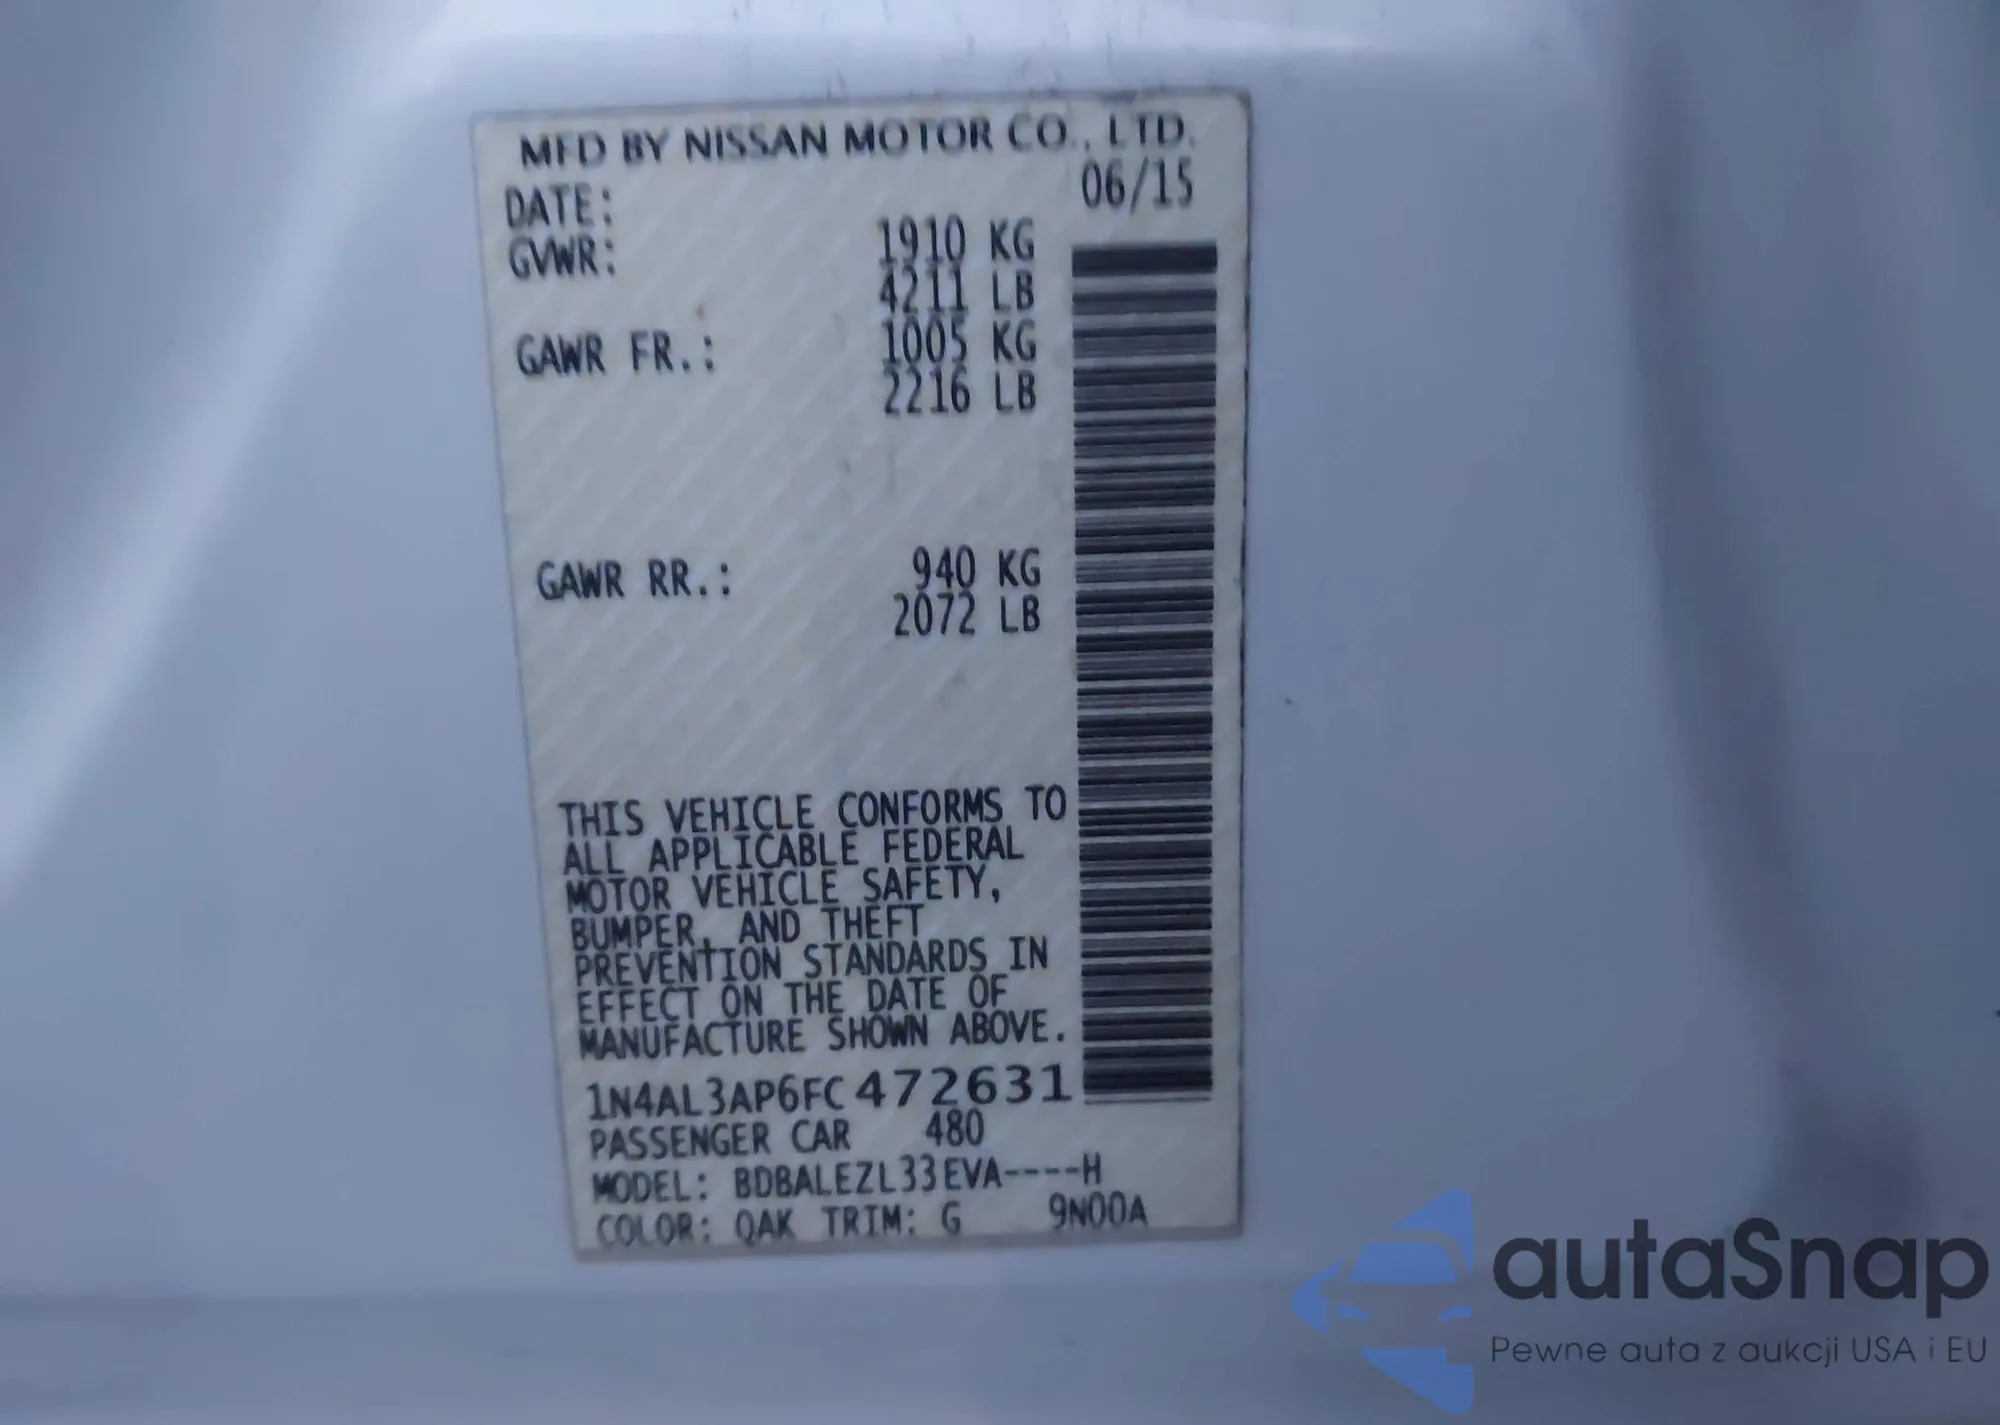 MFD BY NISSAN MOTOR CO., LTD.
DATE: 06/15
GVWR: 1910 KG
4211 LB
GAWR FR.: 1005 KG
2216 LB
GAWR RR.: 940 KG
2072 LB
THIS VEHICLE CONFORMS TO
ALL APPLICABLE FEDERAL
MOTOR VEHICLE SAFETY,
BUMPER, AND THEFT
PREVENTION STANDARDS IN
EFFECT ON THE DATE OF
MANUFACTURE SHOWN ABOVE.
1N4AL3AP6FC472631
PASSENGER CAR 480
MODEL: BDBALEZL33EVA----H
COLOR: QAK TRIM: G 9N00A
autaSnap
Pewne auta z aukcji USA i EU